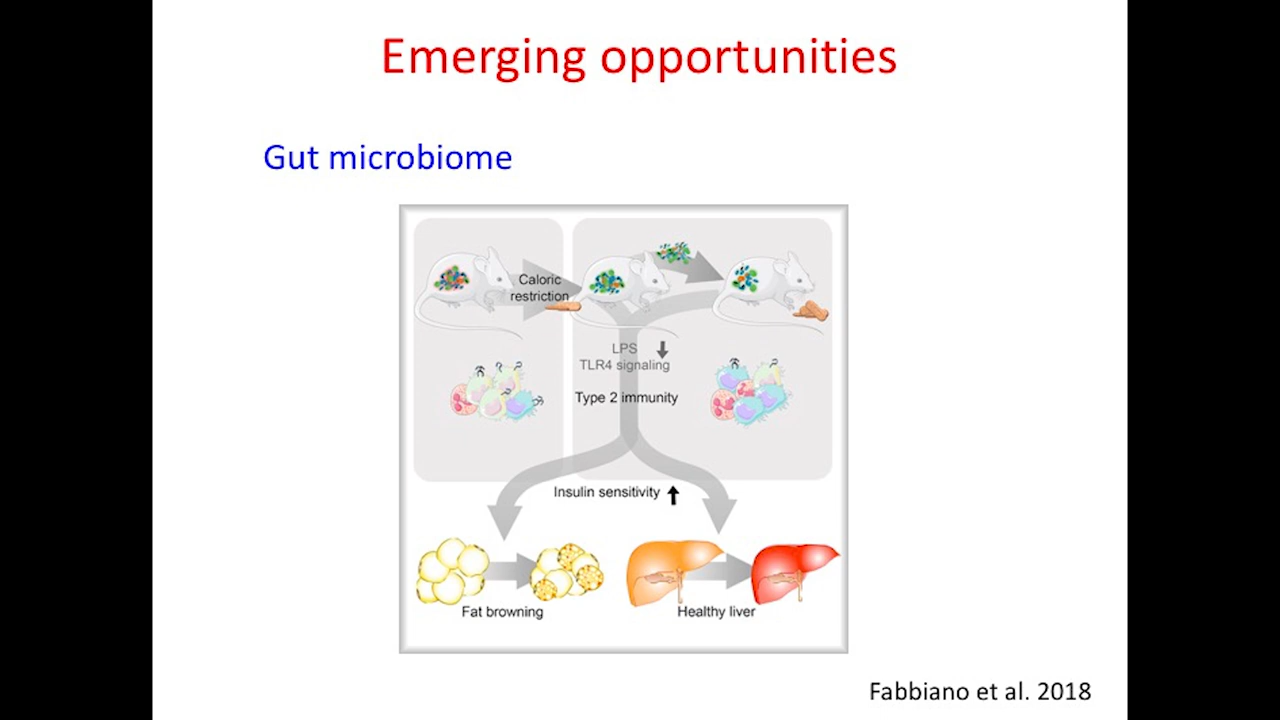 Emerging opportunities
Gut microbiome
Caloric
restriction
LPS
TLR4 signaling
Type 2 immunity
Insulin sensitivity
Fat browning
Healthy liver
Fabbiano et al. 2018